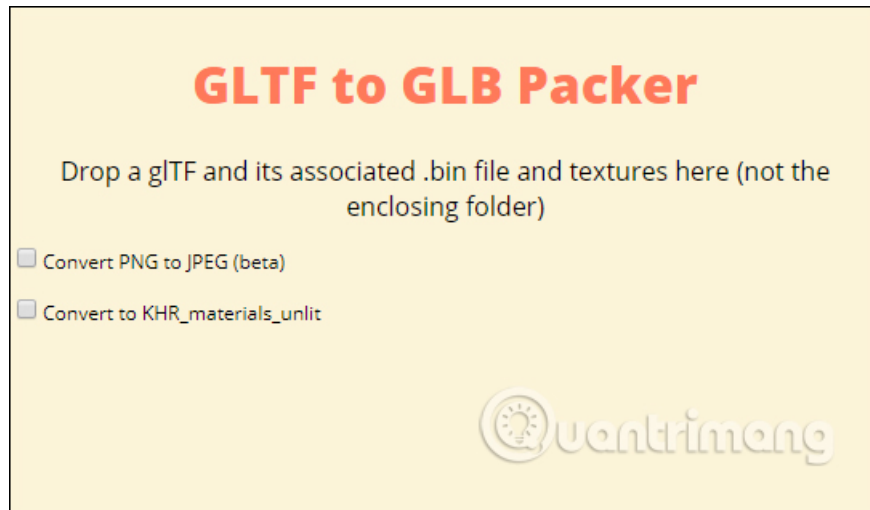 GLTF to GLB Packer
Drop a glTF and its associated .bin file and textures here (not the
enclosing folder)
Convert PNG to JPEG (beta)
Convert to KHR_materials_unlit
Quantrimang